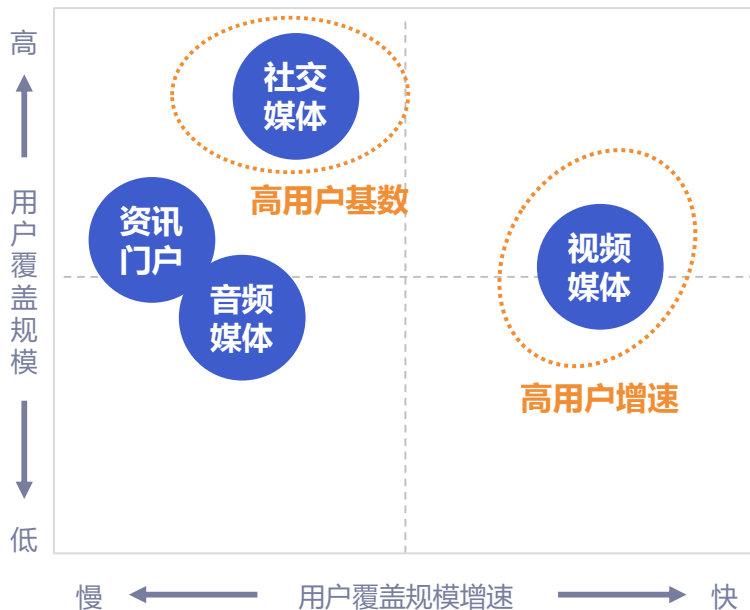 高
社交
媒体
高用户基数
用户覆盖规模
资讯
门户
视频
媒体
音频
媒体
高用户增速
低
慢
用户覆盖规模增速
快